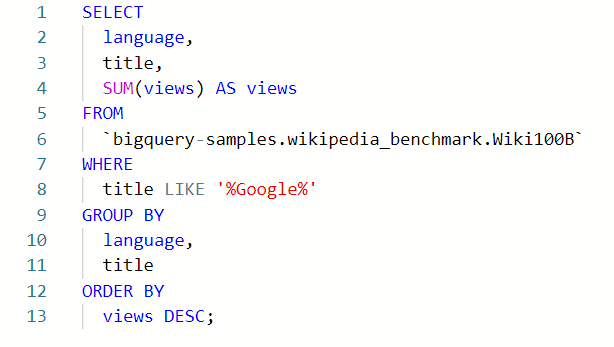 1 SELECT
2 language,
3 title,
4 SUM(views) AS views
5 FROM
6 `bigquery-samples.wikipedia_benchmark.Wiki100B`
7 WHERE
8 title LIKE '%Google%'
9 GROUP BY
10 language,
11 title
12 ORDER BY
13 views DESC;